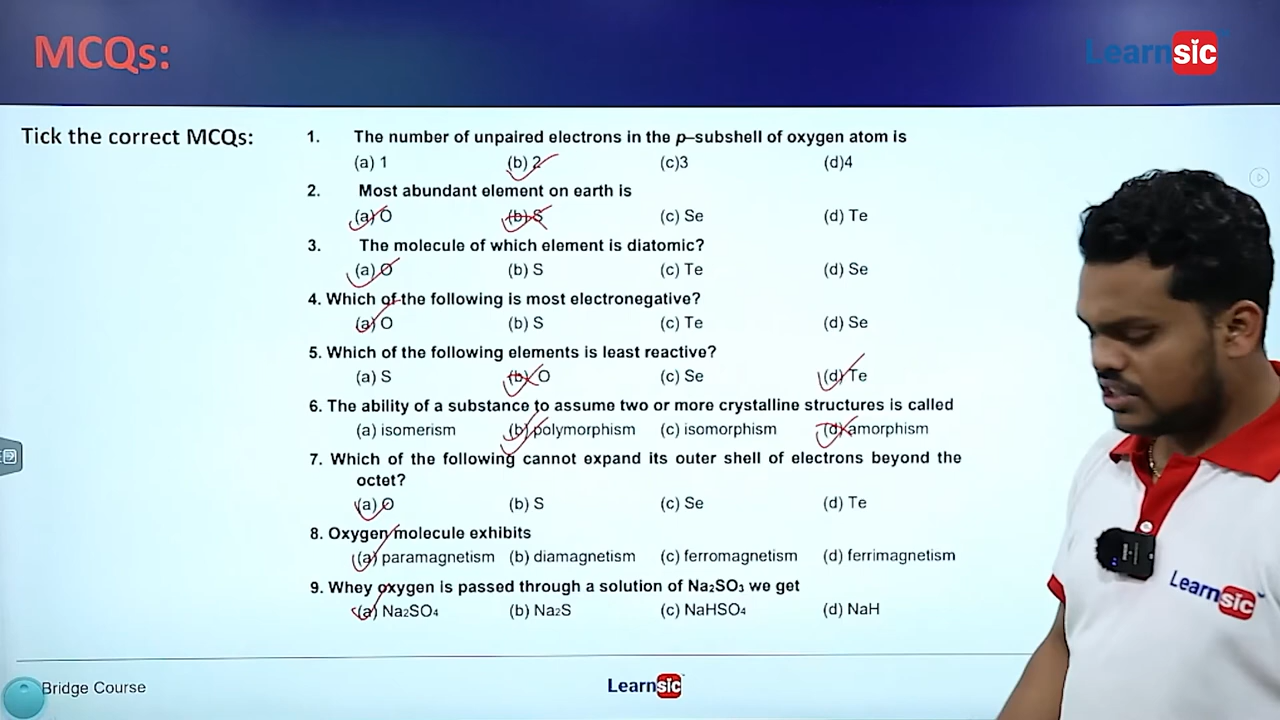 MCQs:
Learnsic
Tick the correct MCQs:
1. The number of unpaired electrons in the p–subshell of oxygen atom is
(a) 1 (b) 2 (c)3 (d)4
2. Most abundant element on earth is
(a) O (b) S (c) Se (d) Te
3. The molecule of which element is diatomic?
(a) O (b) S (c) Te (d) Se
4. Which of the following is most electronegative?
(a) O (b) S (c) Te (d) Se
5. Which of the following elements is least reactive?
(a) S (b) O (c) Se (d) Te
6. The ability of a substance to assume two or more crystalline structures is called
(a) isomerism (b) polymorphism (c) isomorphism (d) amorphism
7. Which of the following cannot expand its outer shell of electrons beyond the
octet?
(a) O (b) S (c) Se (d) Te
8. Oxygen molecule exhibits
(a) paramagnetism (b) diamagnetism (c) ferromagnetism (d) ferrimagnetism
9. Whey oxygen is passed through a solution of Na₂SO₃ we get
(a) Na₂SO₄ (b) Na₂S (c) NaHSO₄ (d) NaH
Bridge Course
Learnsic
Learnsic